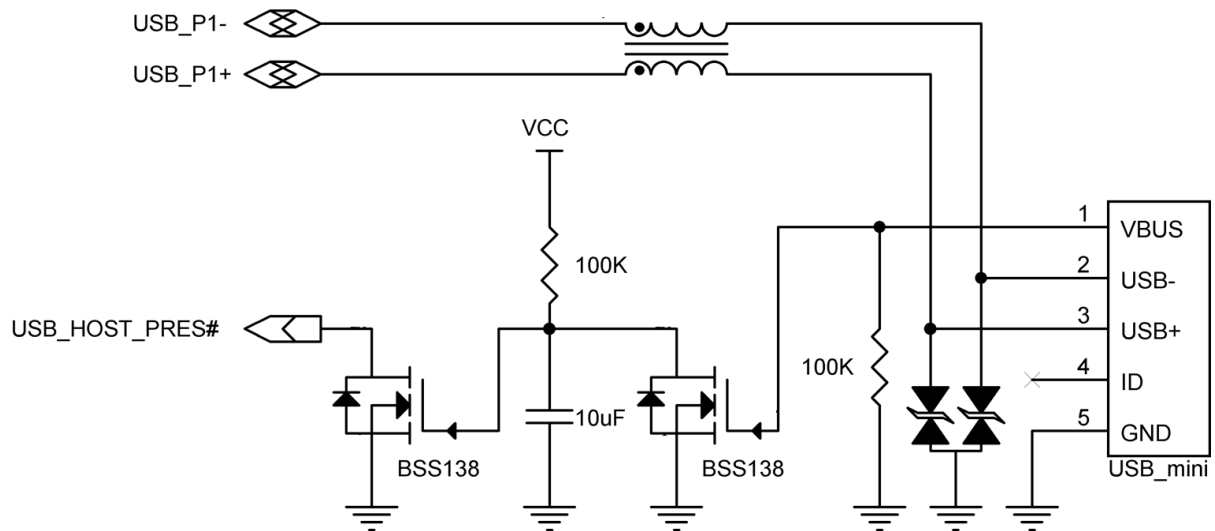 USB_P1-
USB_P1+
VCC
1 VBUS
100K
2 USB-
USB_HOST_PRES#
3 USB+
100K
4 ID
10uF
5 GND
BSS138
BSS138
USB_mini